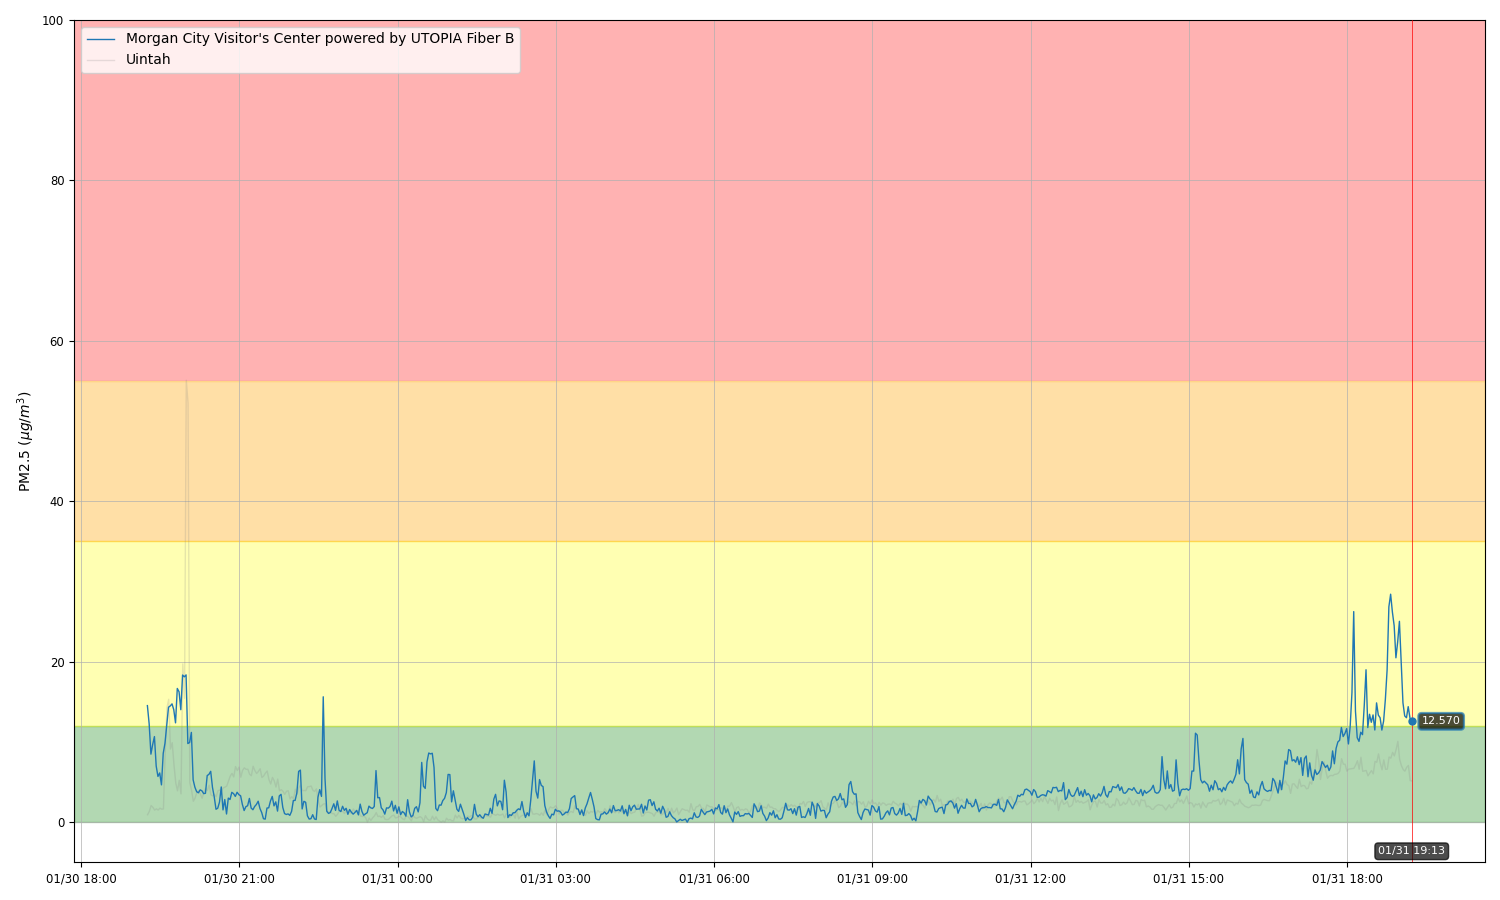 100
80
60
40
20
0
PM2.5 (μg/m³)
Morgan City Visitor's Center powered by UTOPIA Fiber B
Uintah
12.570
01/31 19:13
01/30 18:00 01/30 21:00 01/31 00:00 01/31 03:00 01/31 06:00 01/31 09:00 01/31 12:00 01/31 15:00 01/31 18:00